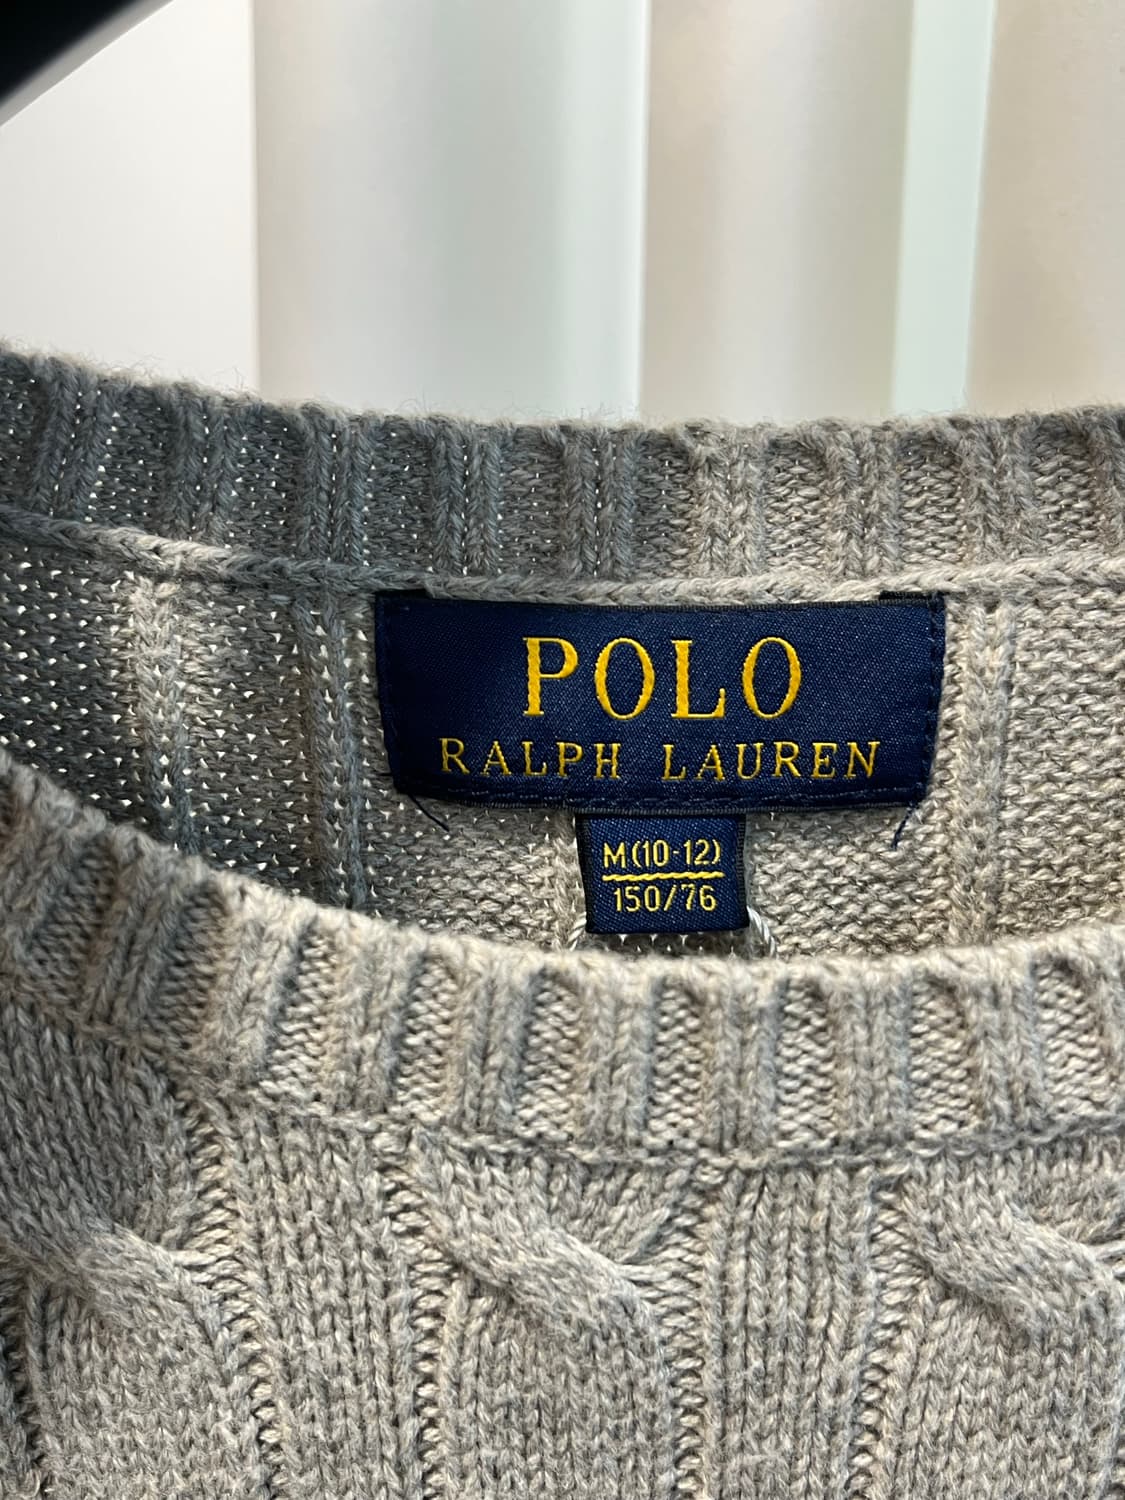 POLO
RALPH LAUREN
M(10-12)
150/76